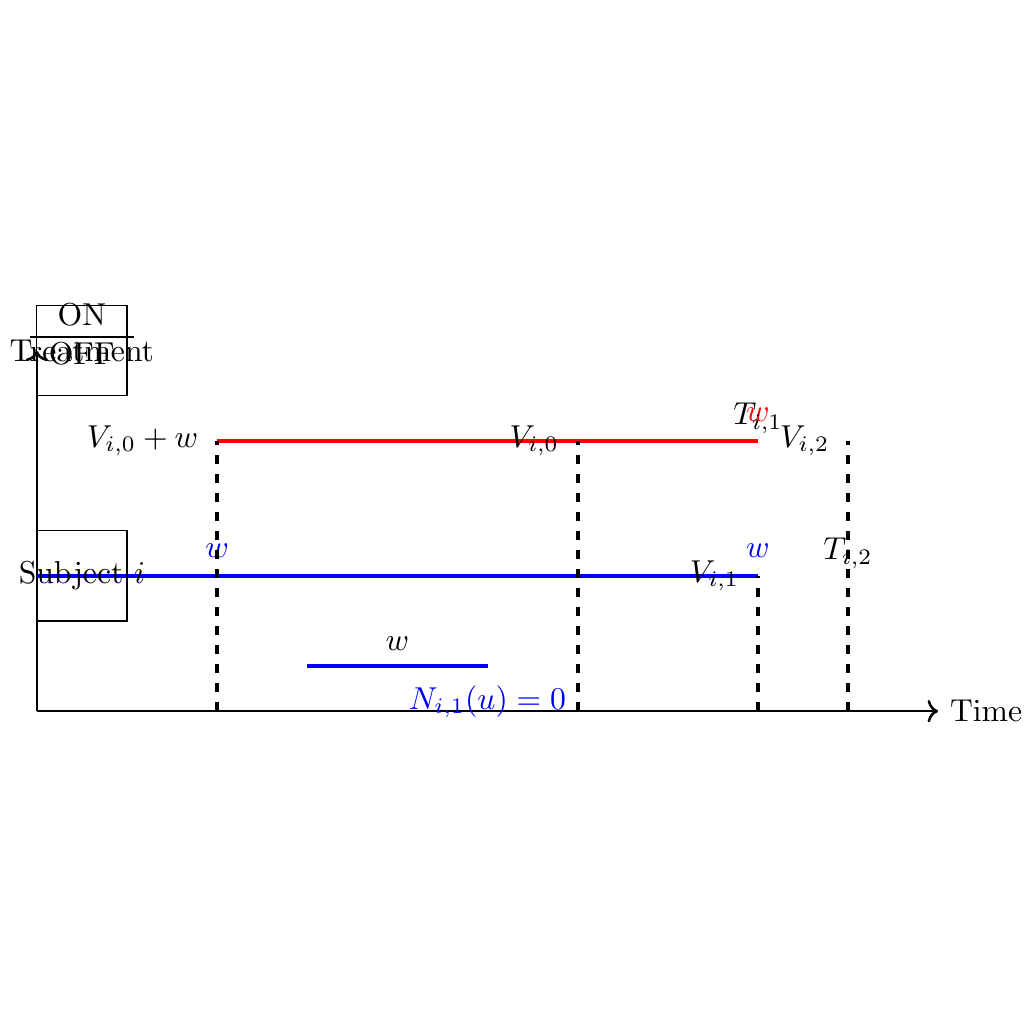 ON
OFF
Treatment
$w$
$T_{i,1}$
$V_{i,0} + w$
$V_{i,0}$
$V_{i,2}$
$w$
$w$
$T_{i,2}$
Subject $i$
$V_{i,1}$
$w$
$N_{i,1}(u) = 0$
Time